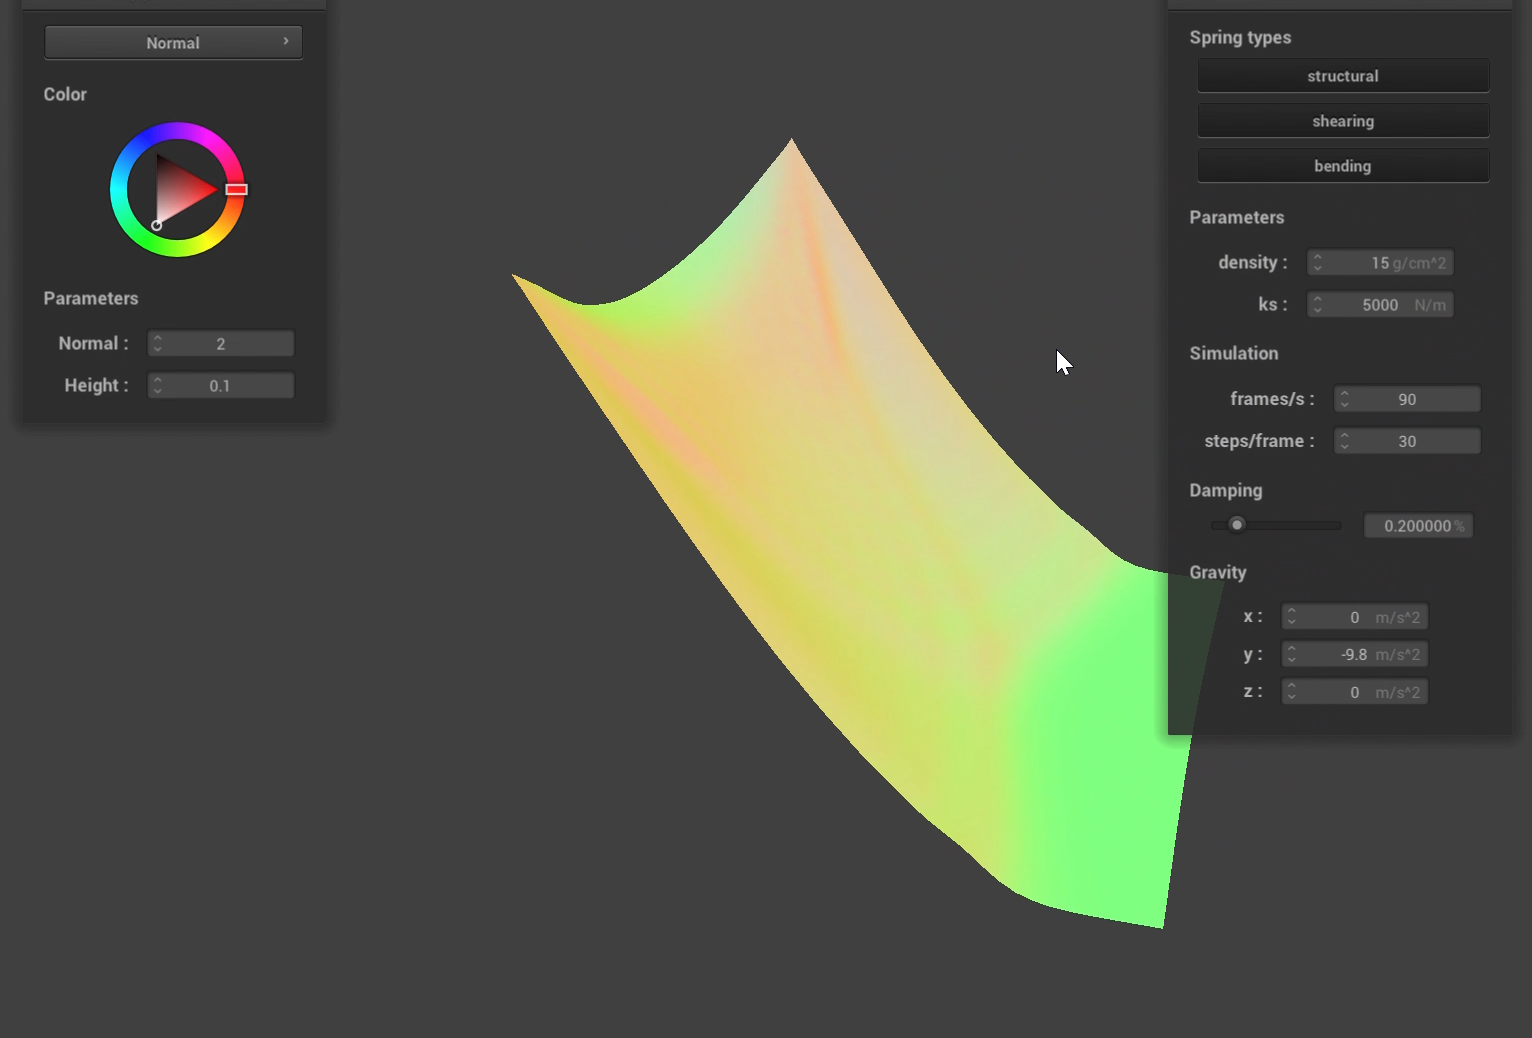 Normal
Color
Parameters
Normal : 2
Height : 0.1
Spring types
structural
shearing
bending
Parameters
density : 15 g/cm^2
ks : 5000 N/m
Simulation
frames/s : 90
steps/frame : 30
Damping
0.200000 %
Gravity
x : 0 m/s^2
y : -9.8 m/s^2
z : 0 m/s^2